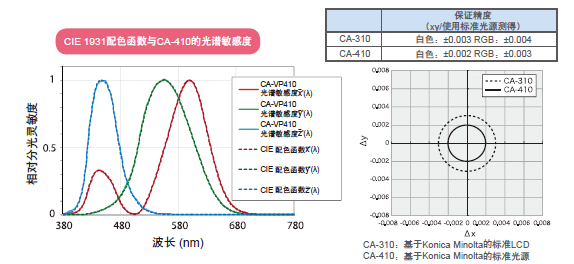 CIE 1931配色函数与CA-410的光谱敏感度
相对分光灵敏度
1
0.5
0
380
480
580
680
780
波长 (nm)
CA-VP410
光谱敏感度x̄(λ)
CA-VP410
光谱敏感度ȳ(λ)
CA-VP410
光谱敏感度z̄(λ)
CIE 配色函数x̄(λ)
CIE 配色函数ȳ(λ)
CIE 配色函数z̄(λ)
保证精度
(xy/使用标准光源测得)
CA-310 白色：±0.003 RGB：±0.004
CA-410 白色：±0.002 RGB：±0.003
CA-310
CA-410
Δy
0.008
0.006
0.004
0.002
0
-0.002
-0.004
-0.006
-0.008
-0.008 -0.006 -0.004 -0.002 0 0.002 0.004 0.006 0.008
Δx
CA-310：基于Konica Minolta的标准LCD
CA-410：基于Konica Minolta的标准光源